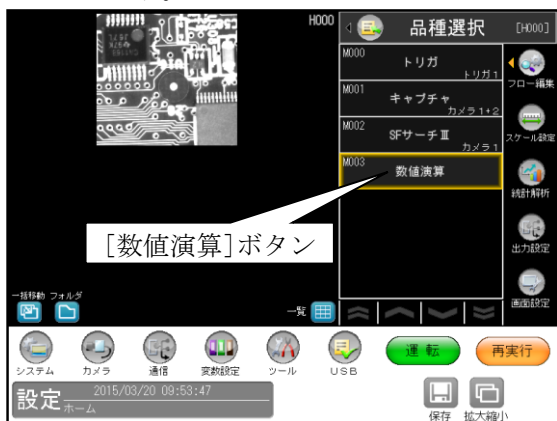 H000
品種選択
[H000]
M000
トリガ
トリガ1
M001
キャプチャ
カメラ1+2
M002
SFサーチⅢ
カメラ1
M003
数値演算
フロー編集
スケール設定
統計解析
出力設定
画面設定
[数値演算]ボタン
一括移動 フォルダ
一覧
システム カメラ 通信 変数設定 ツール USB
運転
再実行
設定
2015/03/20 09:53:47
ホーム
保存 拡大縮小